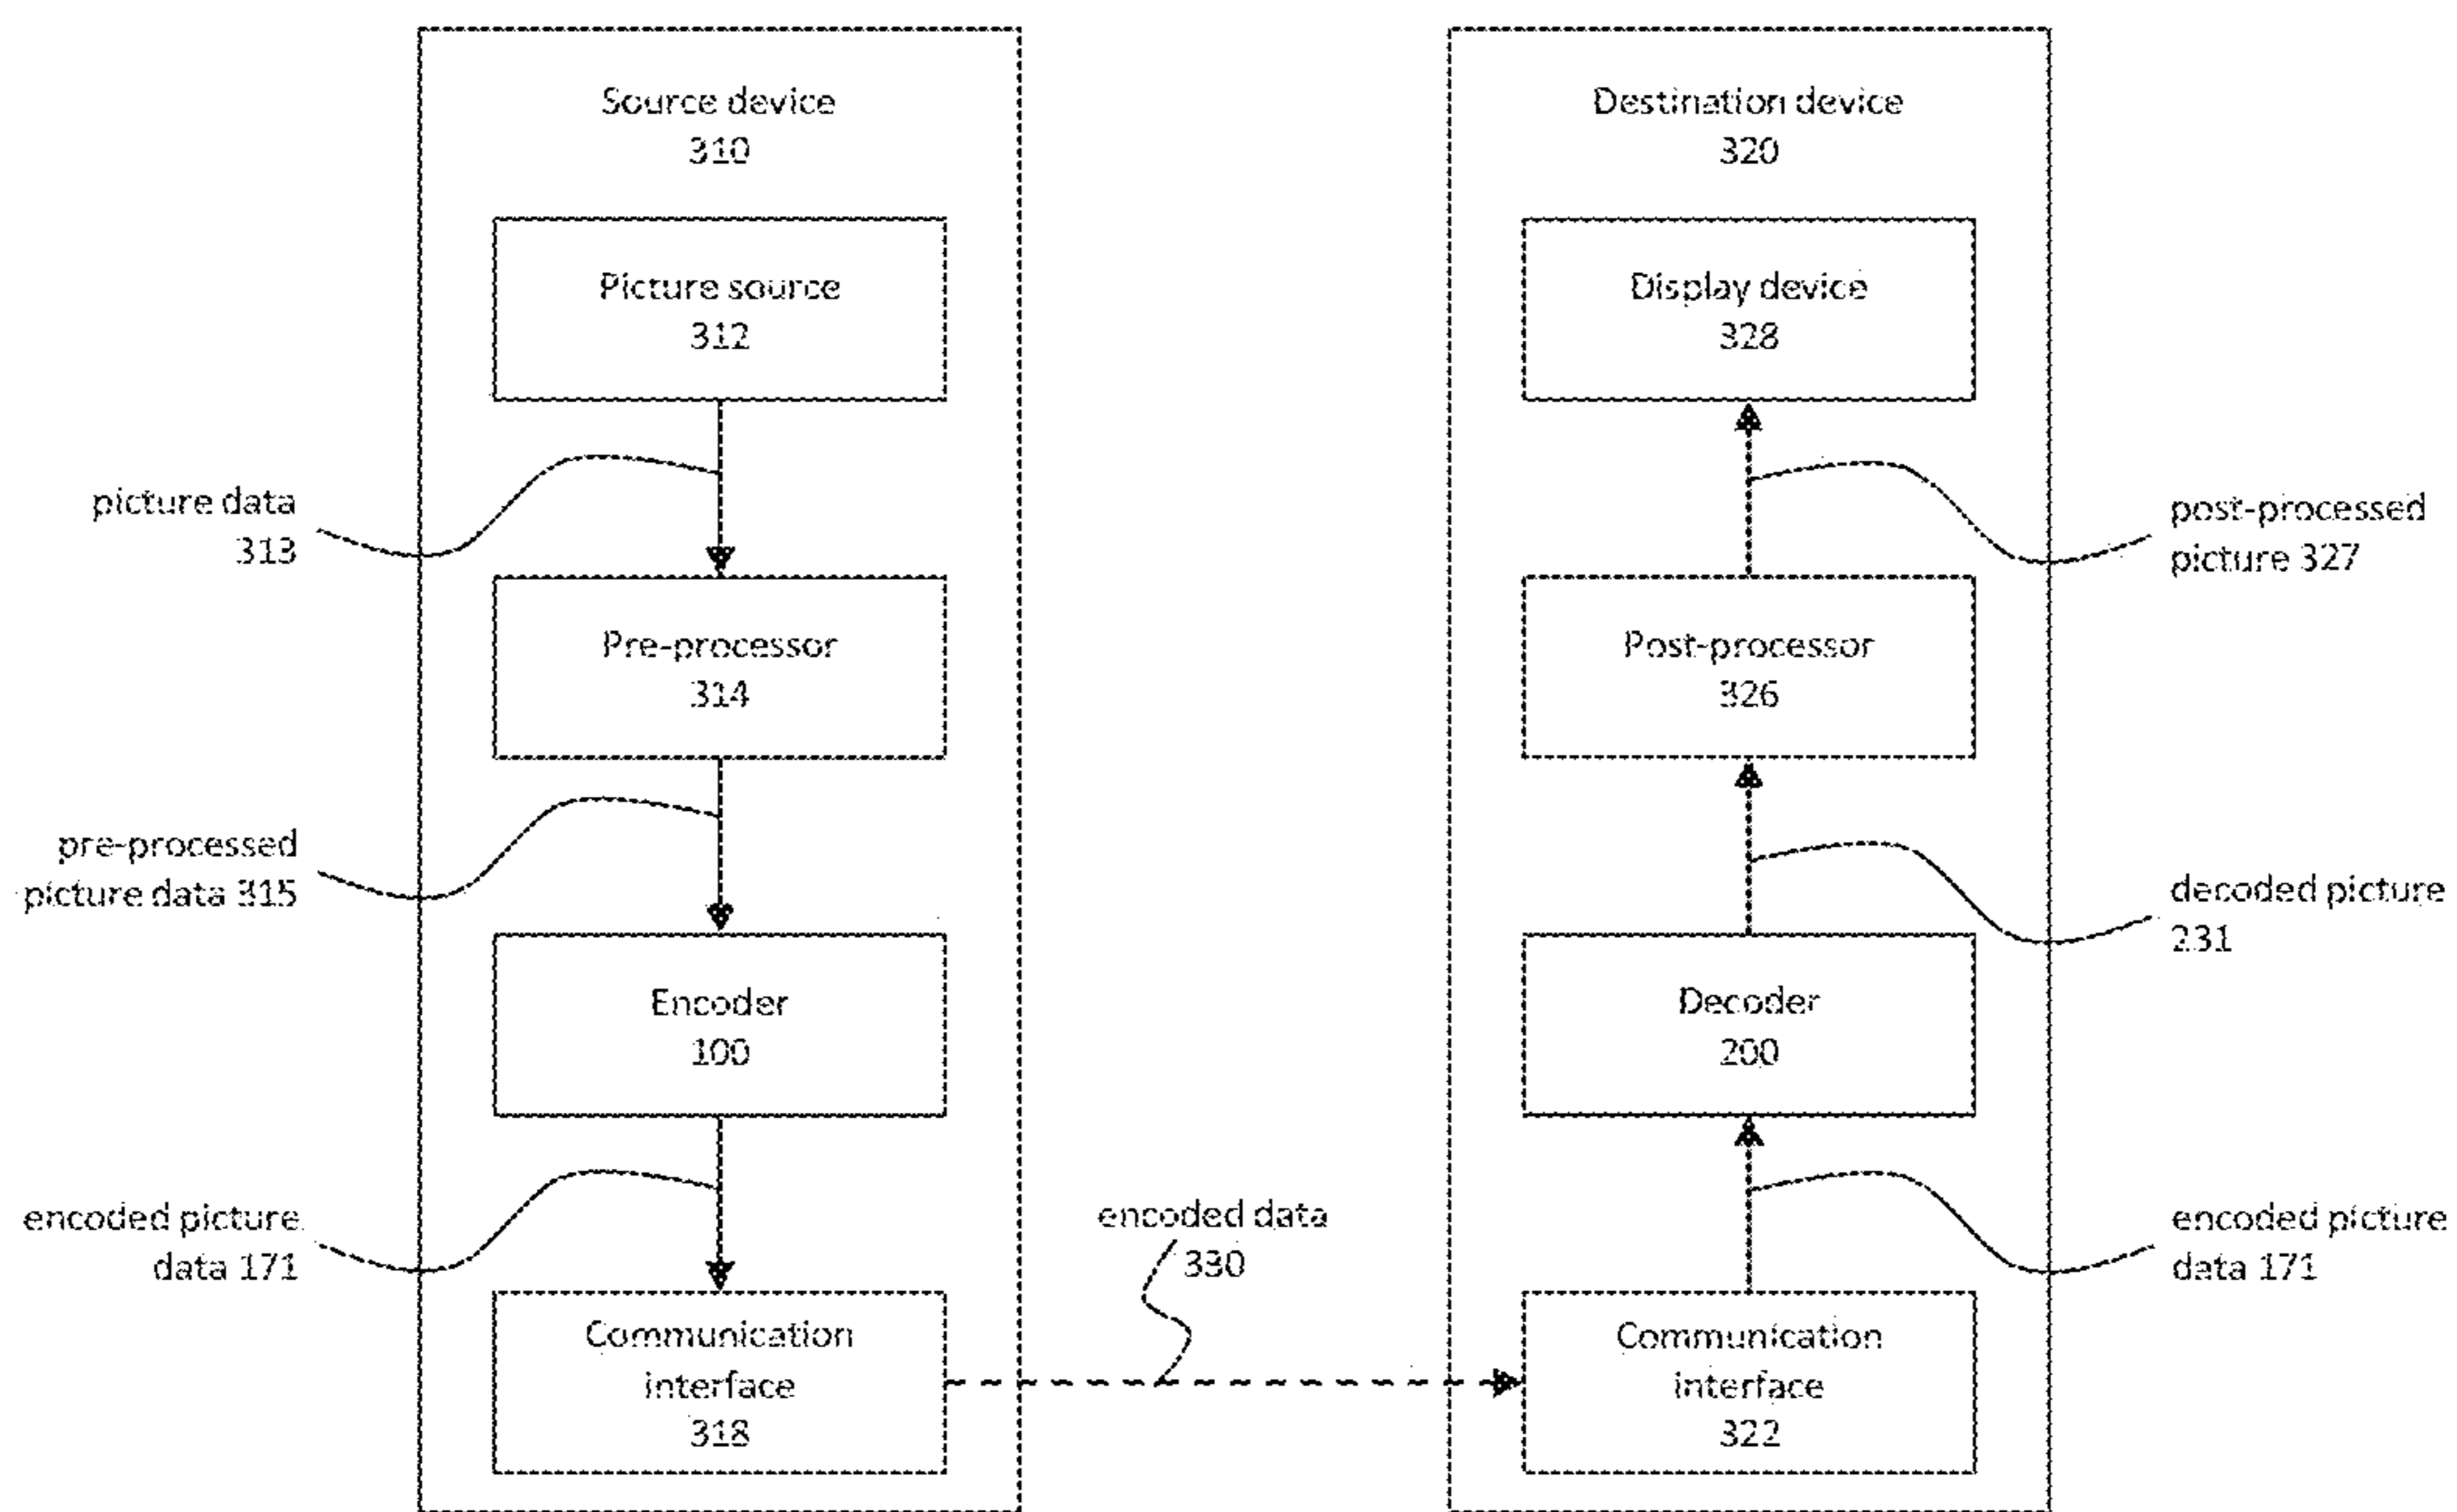 Source device
310
Picture source
312
picture data
313
Pre-processor
314
pre-processed
picture data 315
Encoder
100
encoded picture
data 171
Communication
interface
318
encoded data
330
Destination device
320
Display device
328
post-processed
picture 327
Post-processor
326
decoded picture
231
Decoder
200
encoded picture
data 171
Communication
interface
322